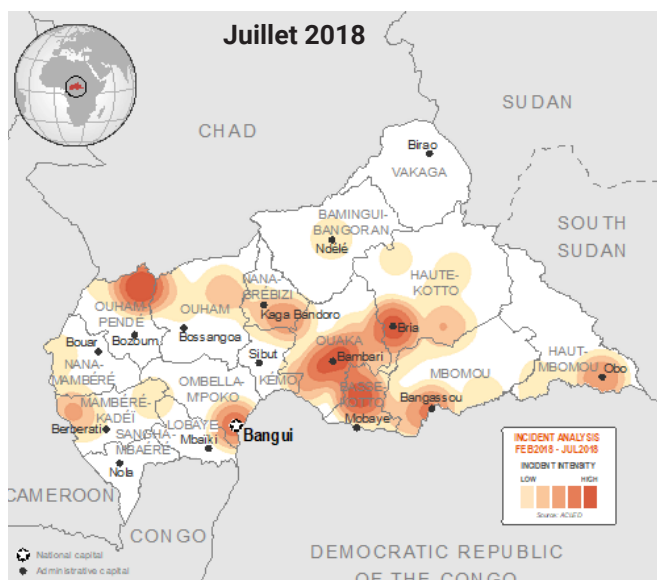 Juillet 2018
SUDAN
CHAD
Birao
VAKAGA
BAMINGUI-
BANGORAN
Ndélé
SOUTH
SUDAN
HAUTE-
KOTTO
NANA-
GRÉBIZI
OUHAM
PENDÉ
OUHAM
Kaga Bandoro
Bria
Bossangoa
Bozoum
Bouar
OUAKA
Bambari
Sibut
KÉMO
NANA-
MAMBÉRÉ
OMBELLA-
M'POKO
HAUT-
MBOMOU
Obo
MBOMOU
BASSE-
KOTTO
Bangassou
Mobaye
MAMBÉRÉ-
KADÉÏ
Berberati
LOBAYE
Bangui
SANGHA-
MBAÉRÉ
Mbaïki
Nola
INCIDENT ANALYSIS
FEB2018 - JUL2018
INCIDENT INTENSITY
LOW HIGH
Source: ACLED
CAMEROON
CONGO
DEMOCRATIC REPUBLIC
OF THE CONGO
National capital
Administrative capital